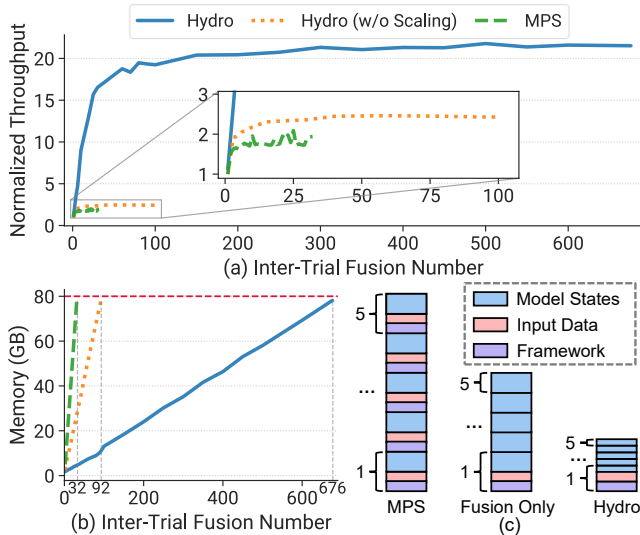 Hydro Hydro (w/o Scaling) MPS
Normalized Throughput
20
15
10
5
0
3
2
1
0 25 50 75 100
0 100 200 300 400 500 600
(a) Inter-Trial Fusion Number
Memory (GB)
80
60
40
20
0
32 92 200 400 600 676
(b) Inter-Trial Fusion Number
Model States
Input Data
Framework
5
...
1
MPS
5
...
1
Fusion Only
5
...
1
Hydro
(c)